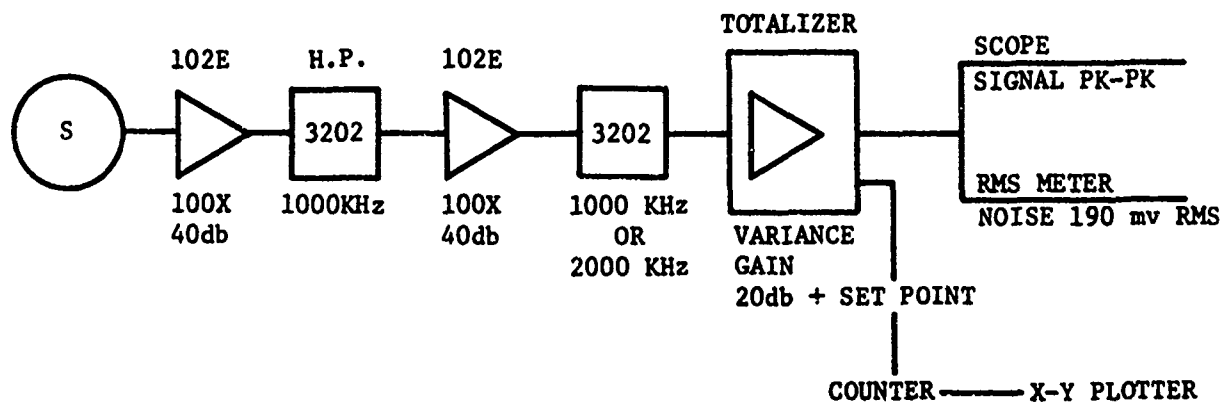 TOTALIZER
102E
H.P.
102E
SCOPE
SIGNAL PK-PK
S
3202
3202
RMS METER
NOISE 190 mv RMS
100X
40db
1000KHz
100X
40db
1000 KHz
OR
2000 KHz
VARIANCE
GAIN
20db + SET POINT
COUNTER
X-Y PLOTTER